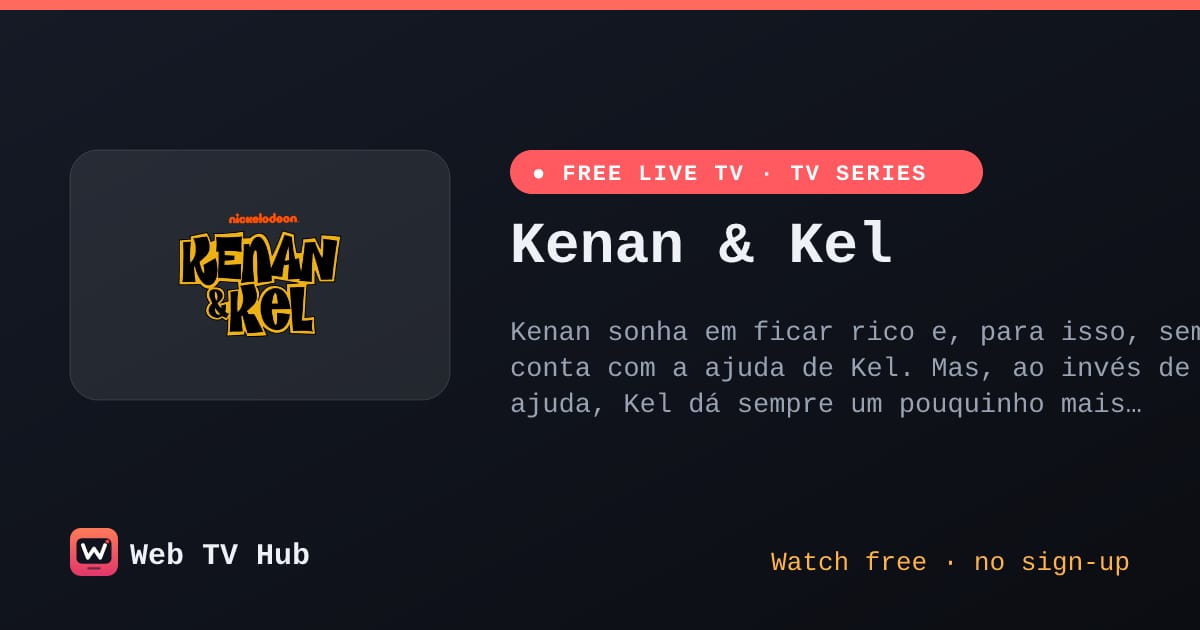 nickelodeon
KENAN
& KeL
● FREE LIVE TV · TV SERIES
Kenan & Kel
Kenan sonha em ficar rico e, para isso, sem
conta com a ajuda de Kel. Mas, ao invés de
ajuda, Kel dá sempre um pouquinho mais…
W
Web TV Hub
Watch free · no sign-up